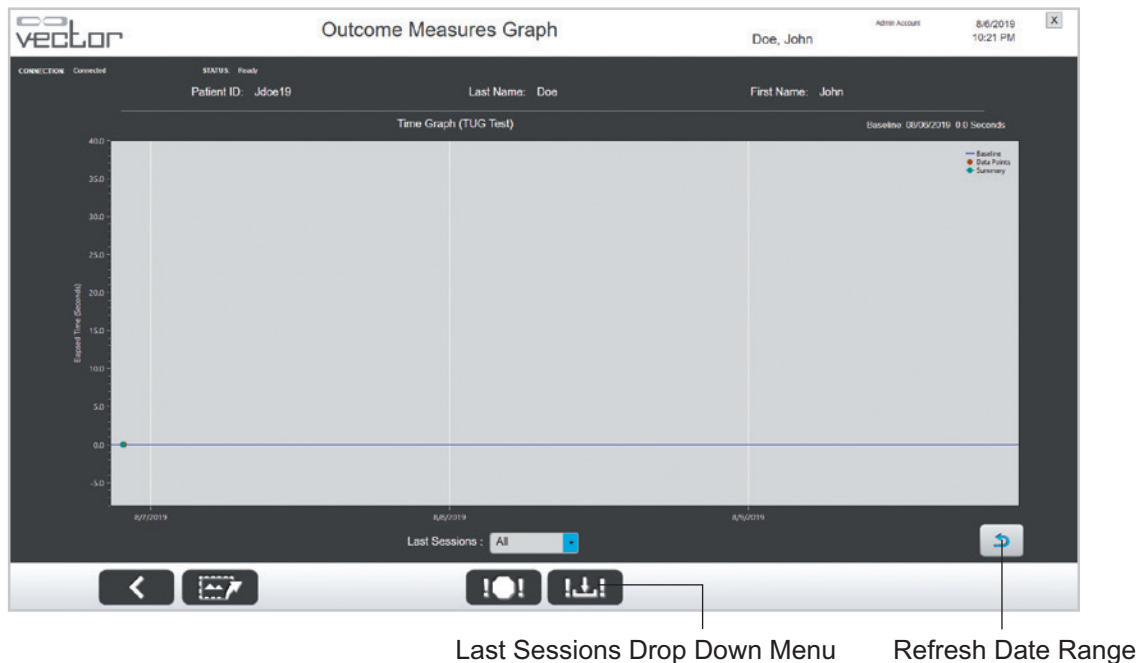 vector
Outcome Measures Graph
Doe, John
Admin Account
8/6/2019
10:21 PM
X
CONNECTION: Connected
STATUS: Ready
Patient ID: Jdoe19
Last Name: Doe
First Name: John
Time Graph (TUG Test)
Baseline: 08/06/2019 0.0 Seconds
Baseline
Data Points
Summary
40.0
35.0
30.0
25.0
20.0
15.0
10.0
5.0
0.0
-5.0
Elapsed Time (Seconds)
8/7/2019
8/8/2019
8/9/2019
Last Sessions : All
Last Sessions Drop Down Menu
Refresh Date Range